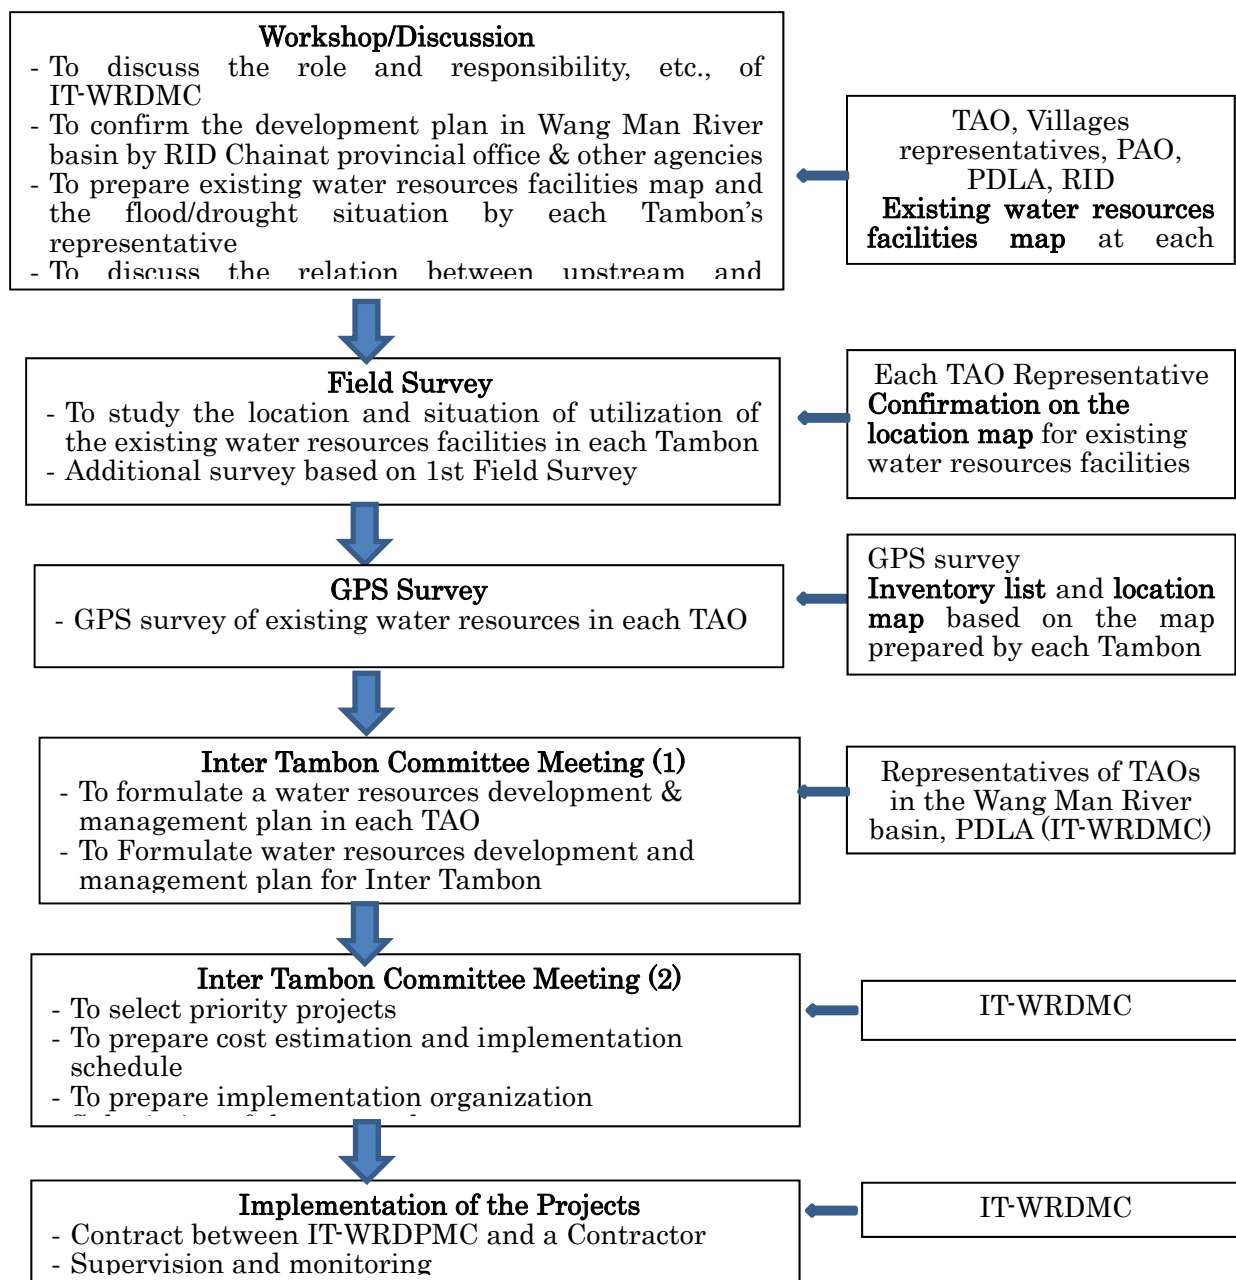 Workshop/Discussion
- To discuss the role and responsibility, etc., of
IT-WRDMC
- To confirm the development plan in Wang Man River
basin by RID Chainat provincial office & other agencies
- To prepare existing water resources facilities map and
the flood/drought situation by each Tambon's
representative
- To discuss the relation between upstream and
TAO, Villages
representatives, PAO,
PDLA, RID
Existing water resources
facilities map at each
Field Survey
- To study the location and situation of utilization of
the existing water resources facilities in each Tambon
- Additional survey based on 1st Field Survey
Each TAO Representative
Confirmation on the
location map for existing
water resources facilities
GPS Survey
- GPS survey of existing water resources in each TAO
GPS survey
Inventory list and location
map based on the map
prepared by each Tambon
Inter Tambon Committee Meeting (1)
- To formulate a water resources development &
management plan in each TAO
- To Formulate water resources development and
management plan for Inter Tambon
Representatives of TAOs
in the Wang Man River
basin, PDLA (IT-WRDMC)
Inter Tambon Committee Meeting (2)
- To select priority projects
- To prepare cost estimation and implementation
schedule
- To prepare implementation organization
IT-WRDMC
Implementation of the Projects
- Contract between IT-WRDPMC and a Contractor
- Supervision and monitoring
IT-WRDMC